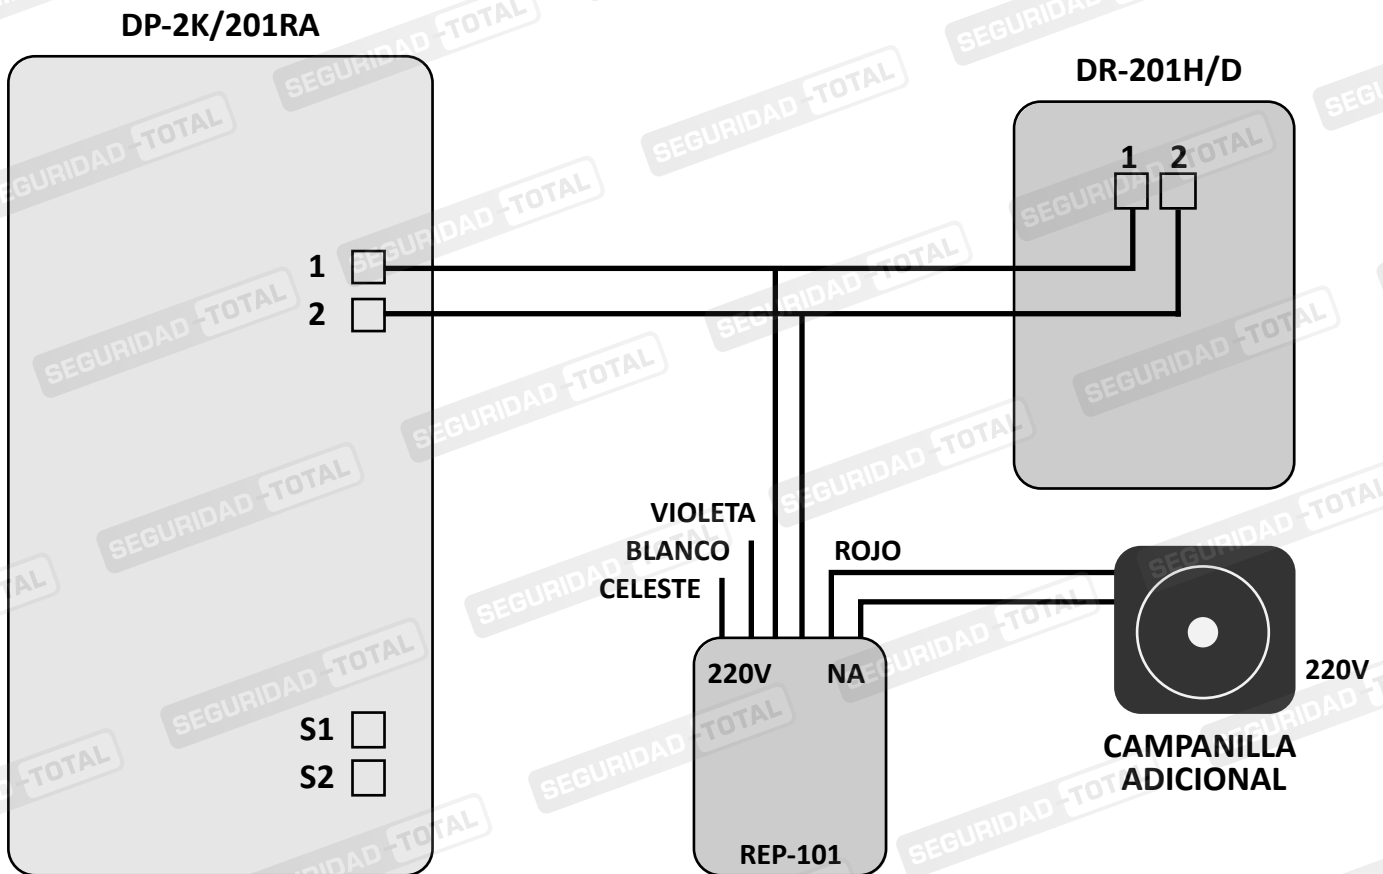 DP-2K/201RA
DR-201H/D
1 2
1
2
VIOLETA
BLANCO
CELESTE
ROJO
220V NA
220V
S1
S2
CAMPANILLA
ADICIONAL
REP-101
SEGURIDAD-TOTAL